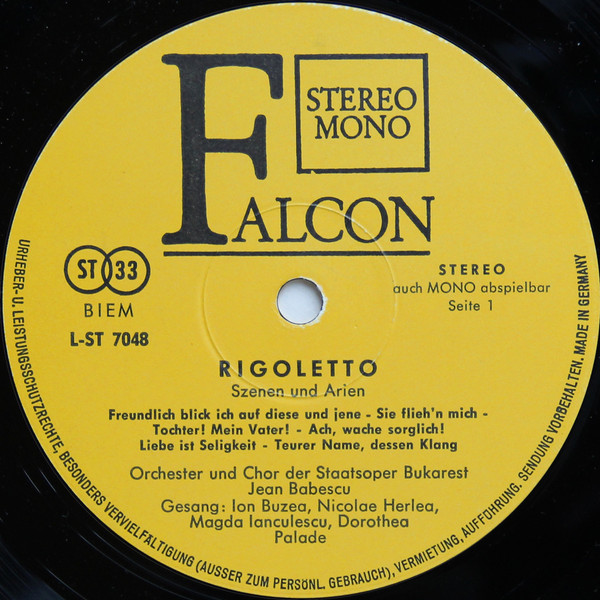 FALCON
STEREO
MONO
ST 33
BIEM
L-ST 7048
STEREO
auch MONO abspielbar
Seite 1
RIGOLETTO
Szenen und Arien
Freundlich blick ich auf diese und jene - Sie flieh'n mich -
Tochter! Mein Vater! - Ach, wache sorglich!
Liebe ist Seligkeit - Teurer Name, dessen Klang
Orchester und Chor der Staatsoper Bukarest
Jean Babescu
Gesang: Ion Buzea, Nicolae Herlea,
Magda Ianculescu, Dorothea
Palade
URHEBER-U. LEISTUNGSSCHUTZRECHTE, BESONDERS VERVIELFÄLTIGUNG (AUSSER ZUM PERSÖNL. GEBRAUCH), VERMIETUNG, AUFFÜHRUNG. SENDUNG VORBEHALTEN. MADE IN GERMANY